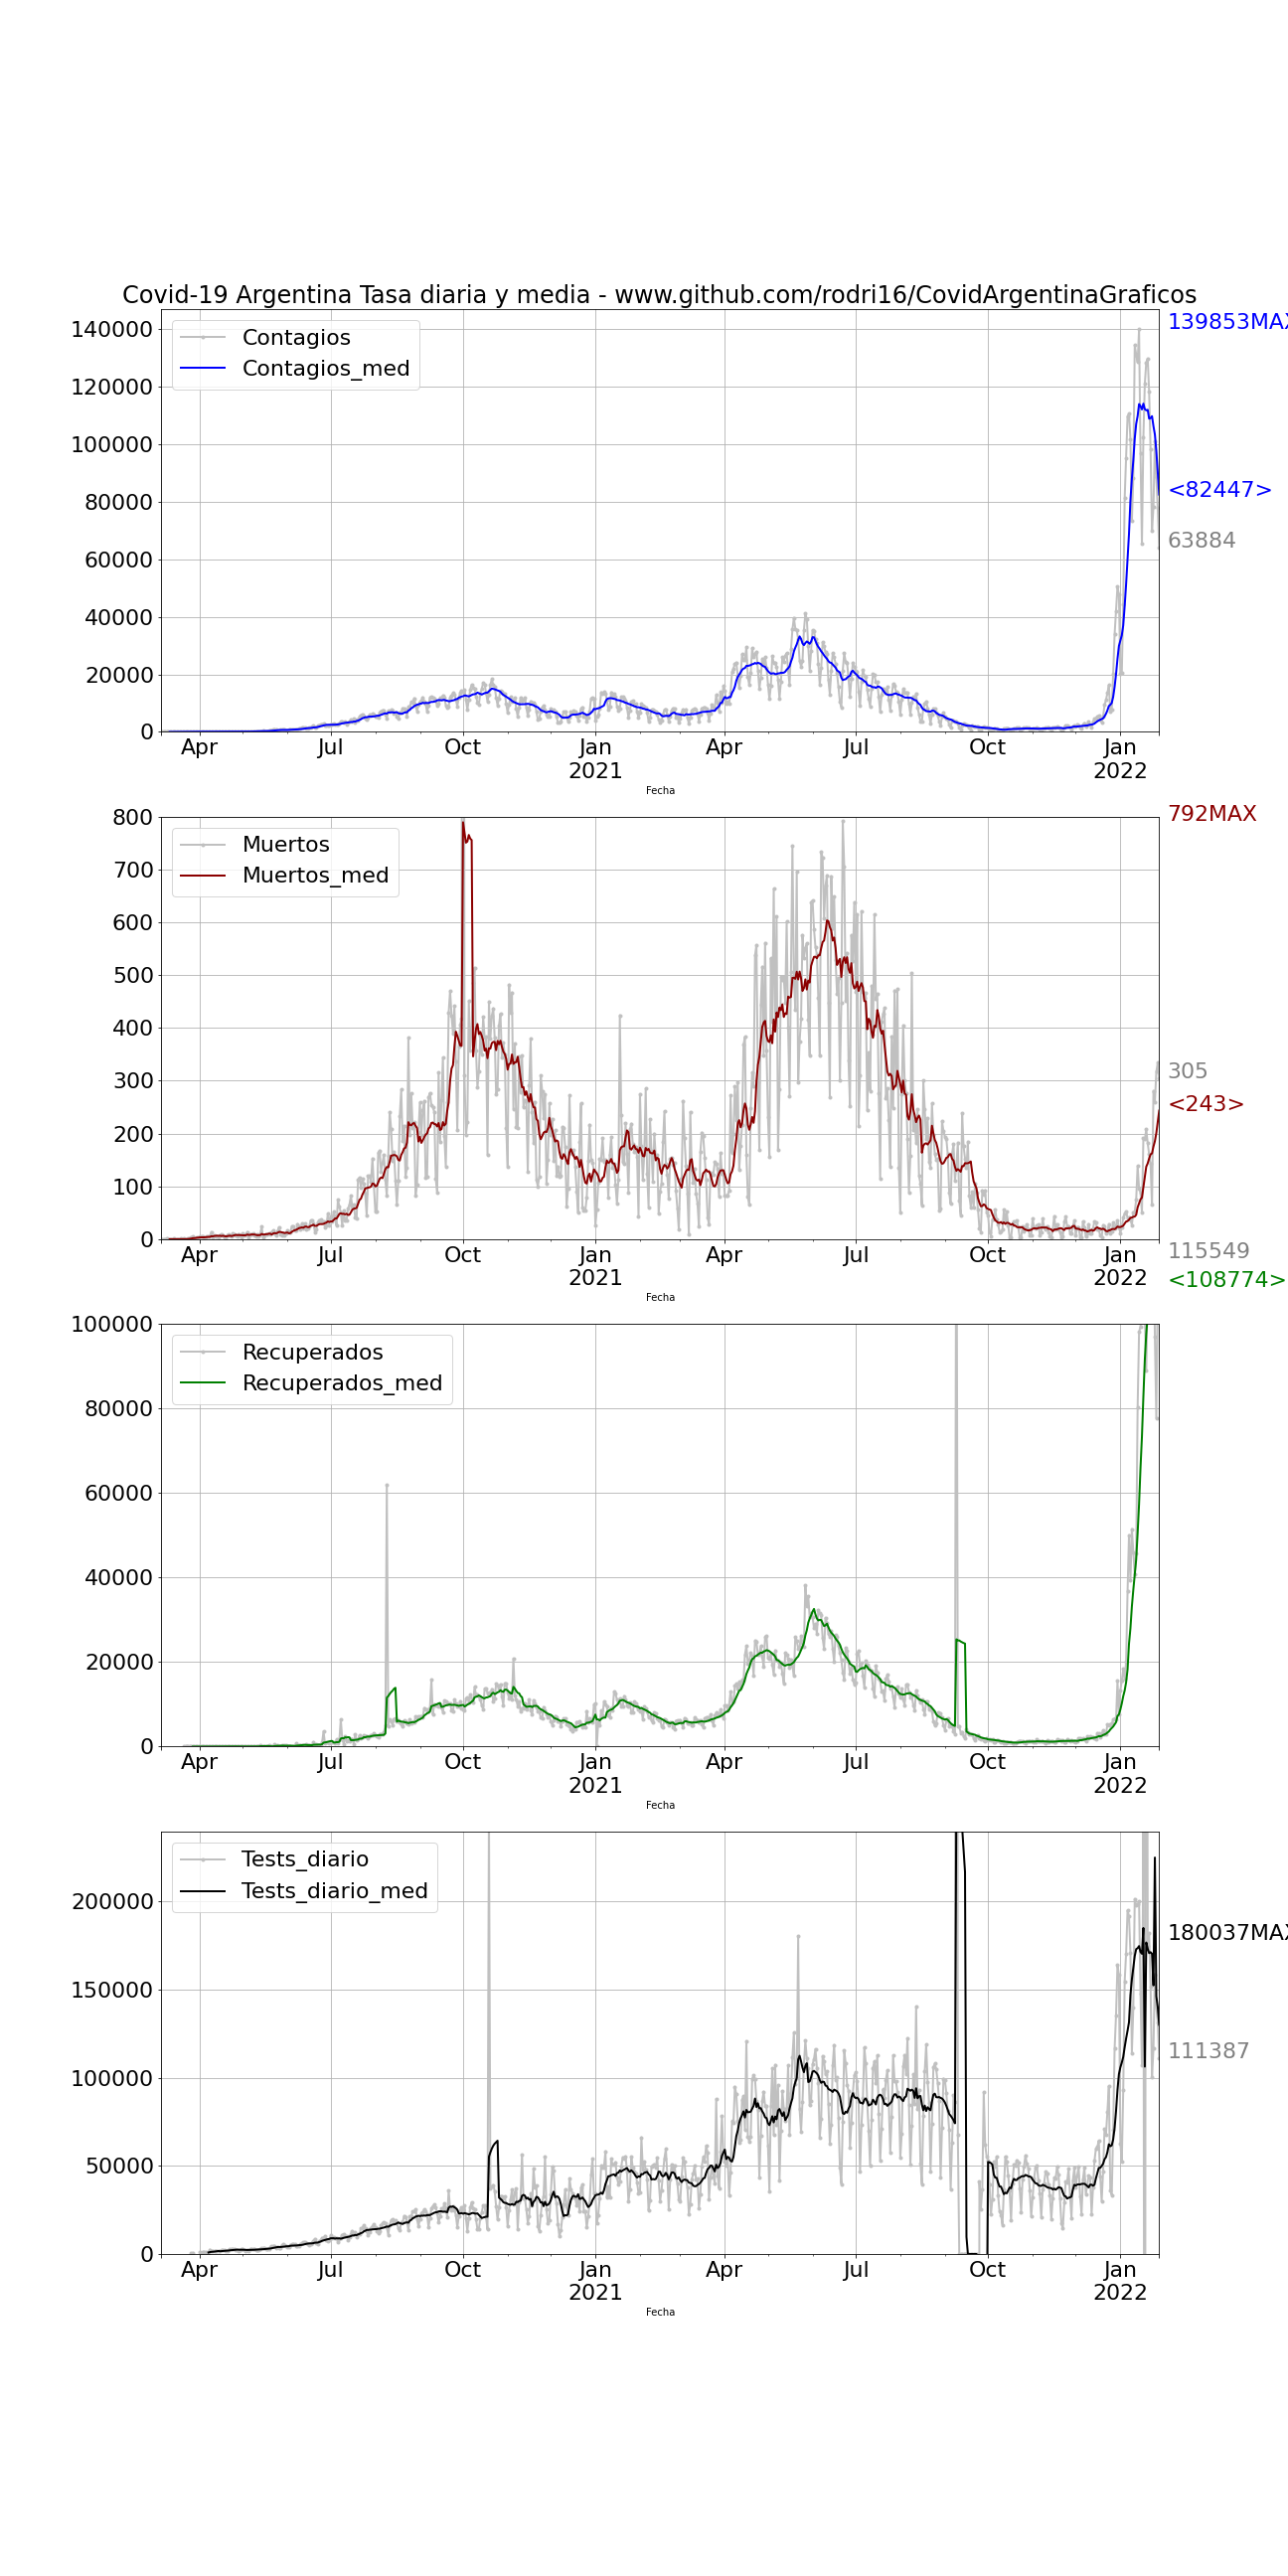 Covid-19 Argentina Tasa diaria y media - www.github.com/rodri16/CovidArgentinaGraficos
139853MAX
Contagios
Contagios_med
140000
120000
100000
80000
60000
40000
20000
0
<82447>
63884
Apr Jul Oct Jan Apr Jul Oct Jan
2021 2022
Fecha
792MAX
Muertos
Muertos_med
800
700
600
500
400
300
200
100
0
305
<243>
Apr Jul Oct Jan Apr Jul Oct Jan
2021 2022
Fecha
115549
<108774>
Recuperados
Recuperados_med
100000
80000
60000
40000
20000
0
Apr Jul Oct Jan Apr Jul Oct Jan
2021 2022
Fecha
Tests_diario
Tests_diario_med
200000
150000
100000
50000
0
180037MAX
111387
Apr Jul Oct Jan Apr Jul Oct Jan
2021 2022
Fecha